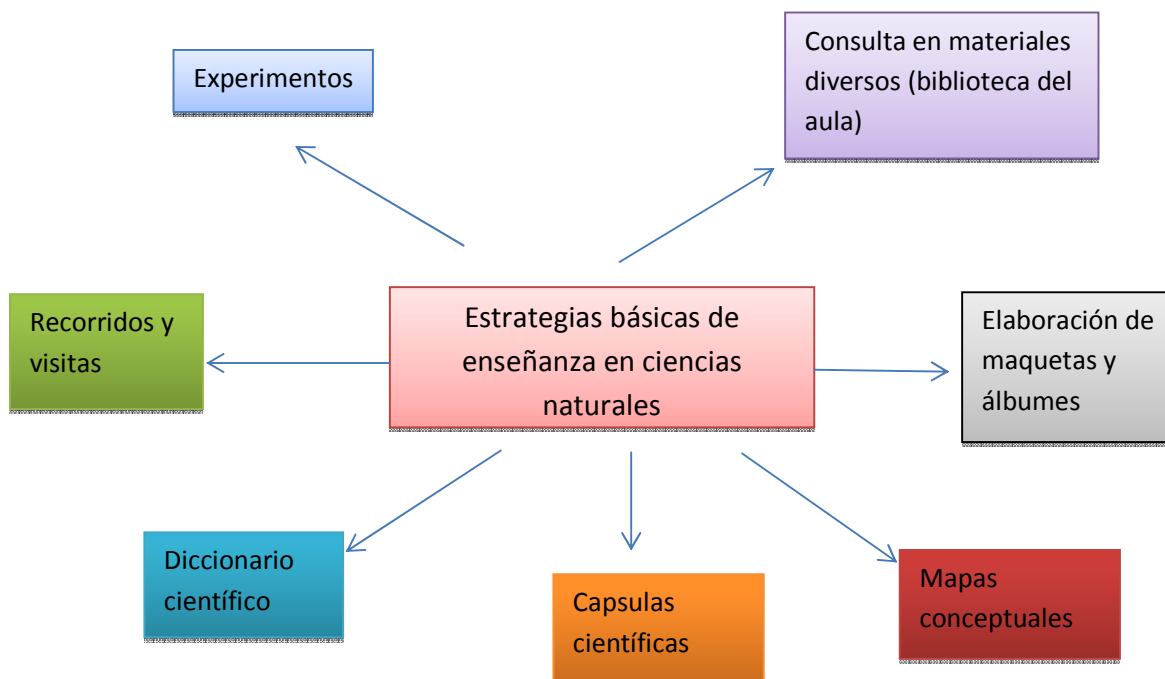 Experimentos
Consulta en materiales
diversos (biblioteca del
aula)
Recorridos y
visitas
Estrategias básicas de
enseñanza en ciencias
naturales
Elaboración de
maquetas y
álbumes
Diccionario
científico
Capsulas
científicas
Mapas
conceptuales